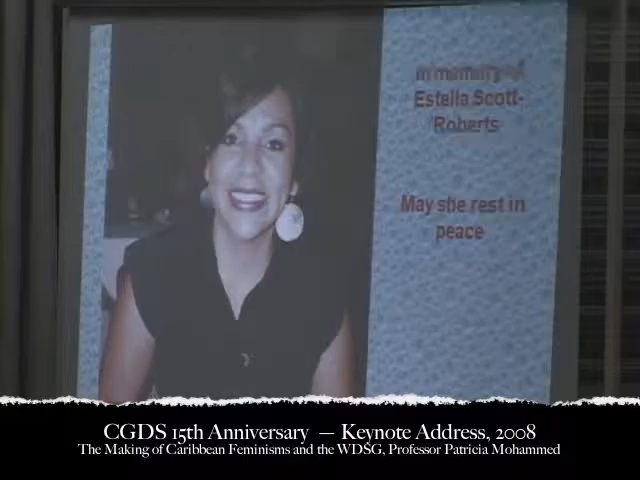 In memory of
Estella Scott-
Roberts
May she rest in
peace
CGDS 15th Anniversary — Keynote Address, 2008
The Making of Caribbean Feminisms and the WDSG, Professor Patricia Mohammed